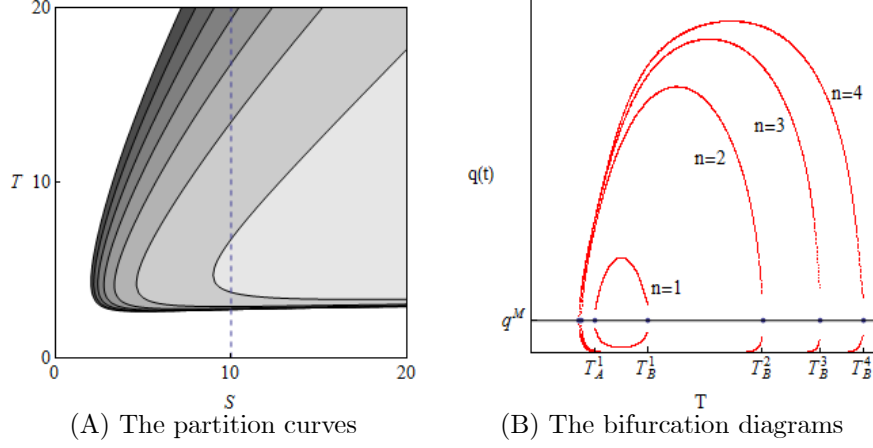 20
T
10
0
0
10
20
S
(A) The partition curves
q(t)
q^M
n=4
n=3
n=2
n=1
T_A^1
T_B^1
T_B^2
T_B^3
T_B^4
T
(B) The bifurcation diagrams